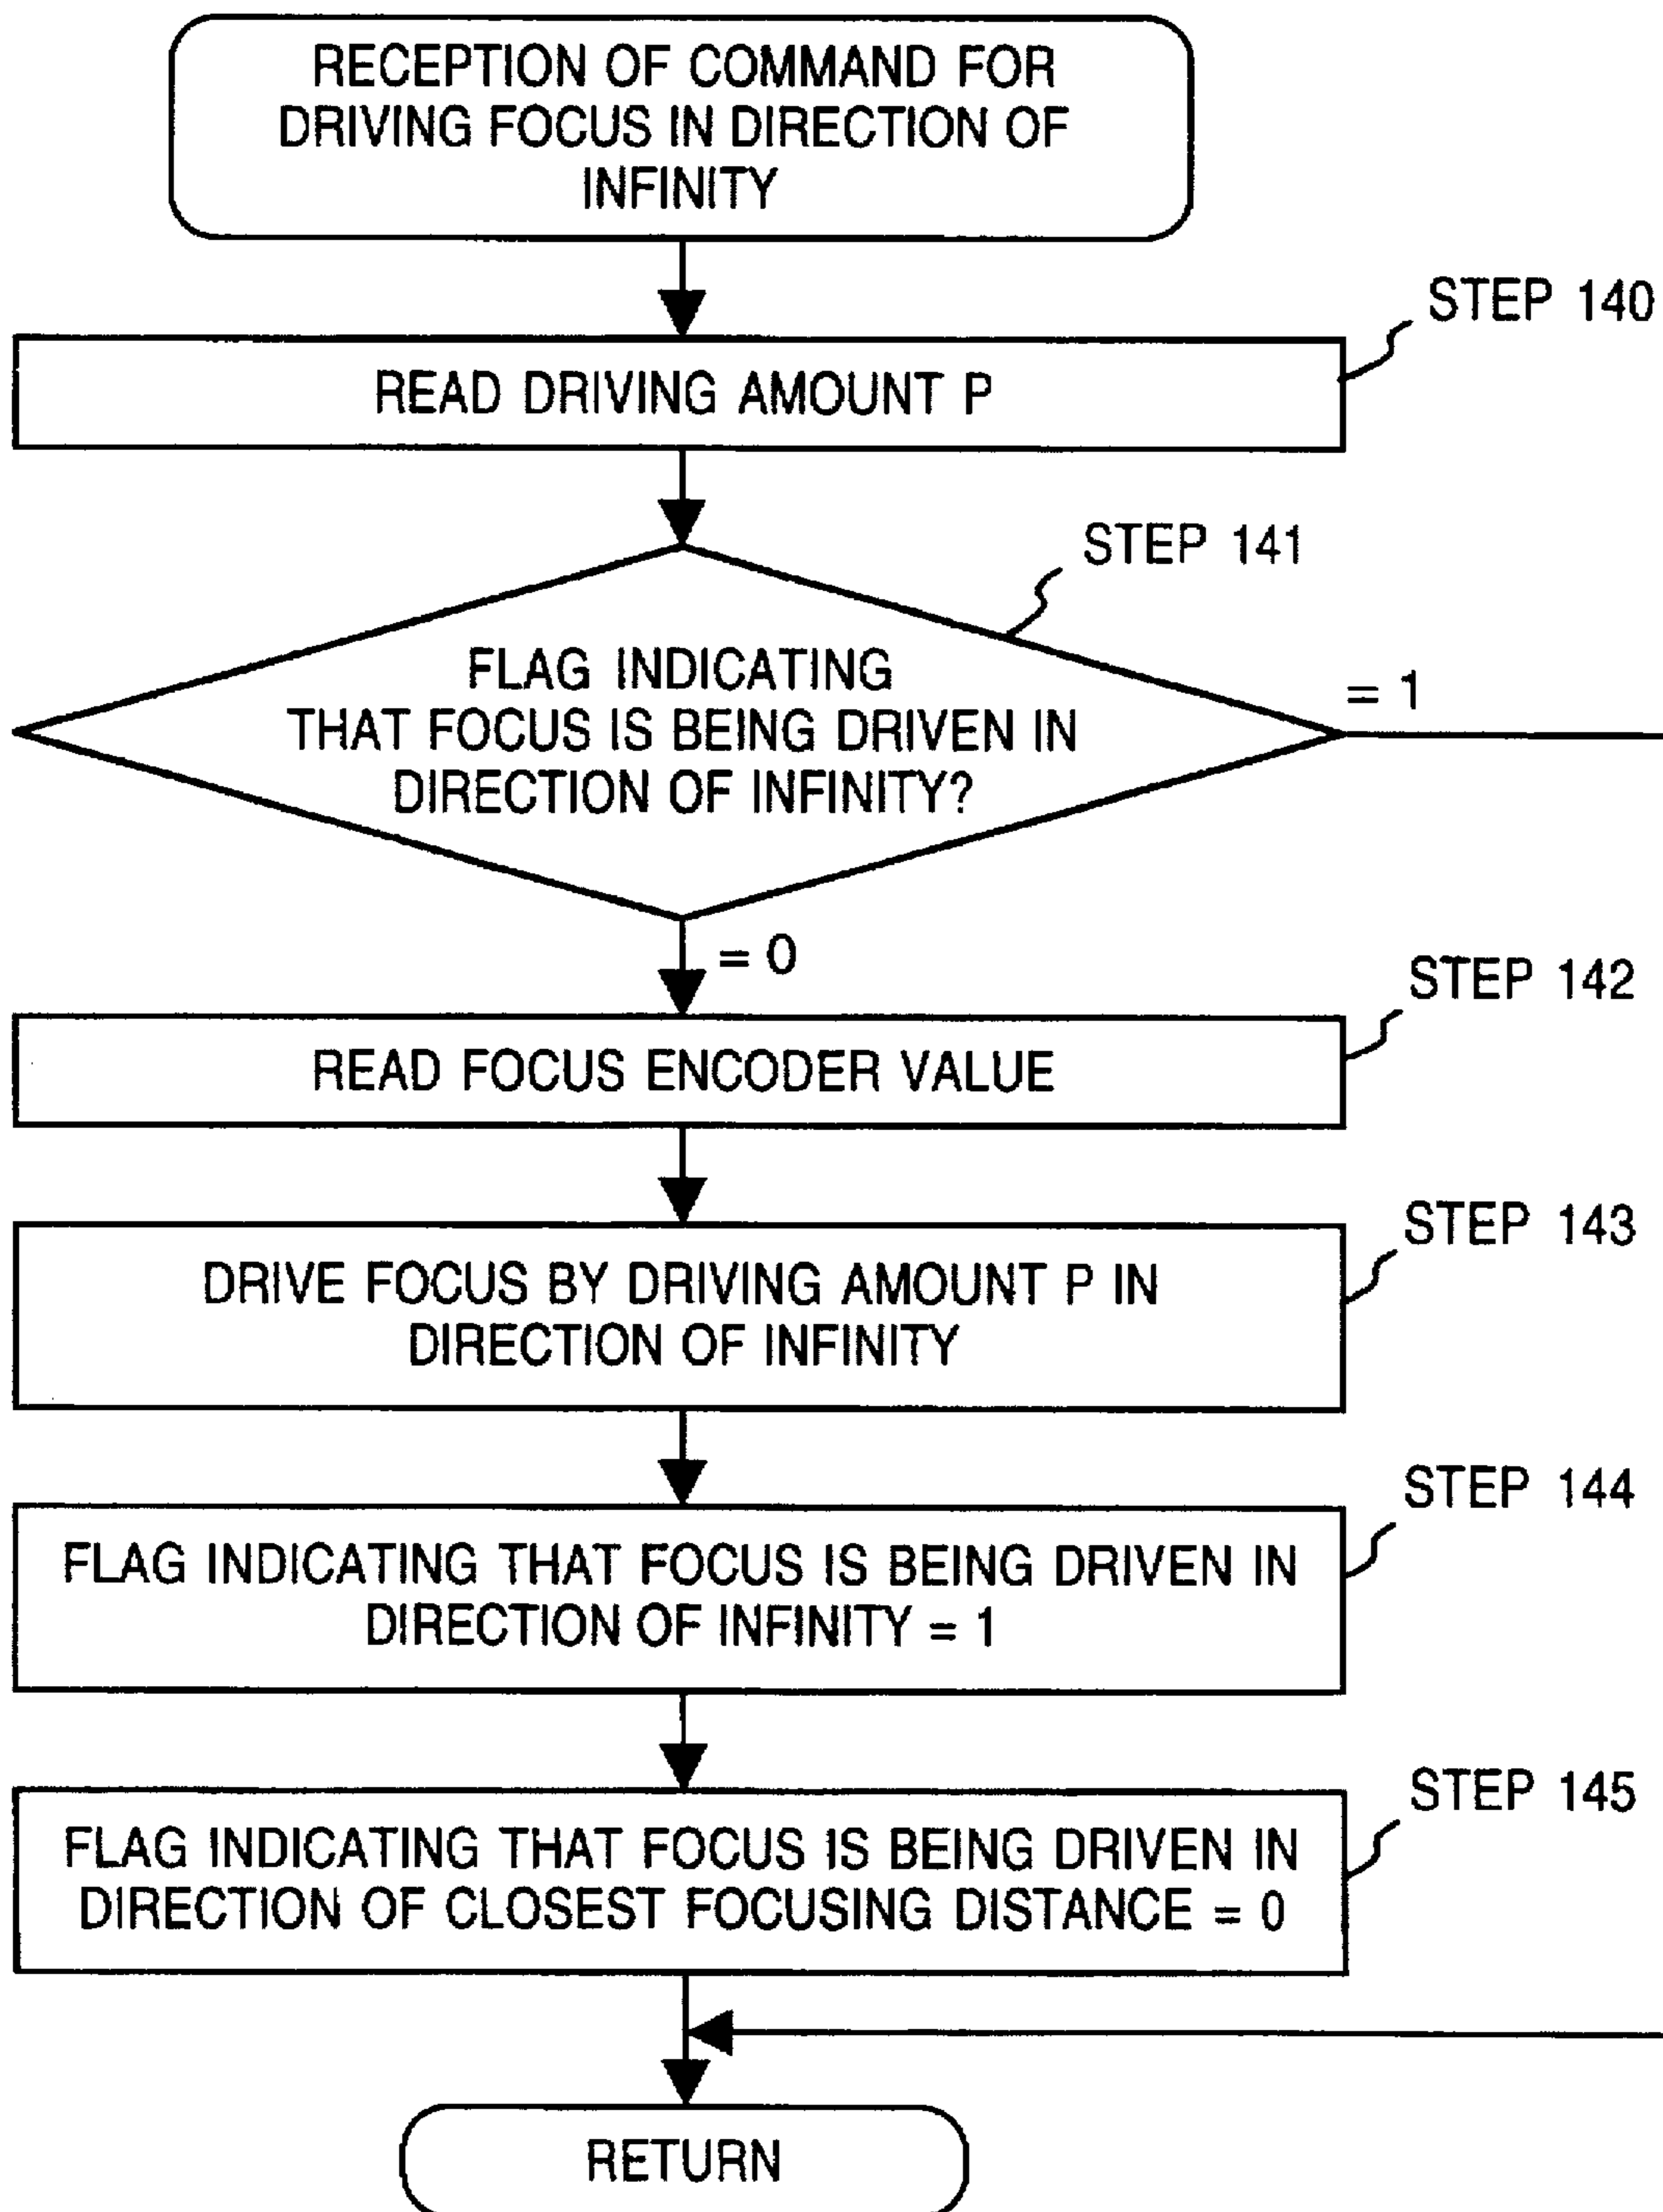 RECEPTION OF COMMAND FOR
DRIVING FOCUS IN DIRECTION OF
INFINITY
STEP 140
READ DRIVING AMOUNT P
STEP 141
FLAG INDICATING
THAT FOCUS IS BEING DRIVEN IN
DIRECTION OF INFINITY?
= 1
= 0
STEP 142
READ FOCUS ENCODER VALUE
STEP 143
DRIVE FOCUS BY DRIVING AMOUNT P IN
DIRECTION OF INFINITY
STEP 144
FLAG INDICATING THAT FOCUS IS BEING DRIVEN IN
DIRECTION OF INFINITY = 1
STEP 145
FLAG INDICATING THAT FOCUS IS BEING DRIVEN IN
DIRECTION OF CLOSEST FOCUSING DISTANCE = 0
RETURN